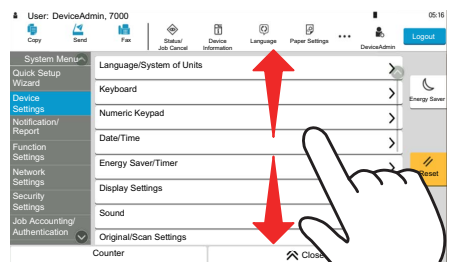 User: DeviceAdmin, 7000
05:16
Copy
Send
Fax
Status/
Job Cancel
Device
Information
Language
Paper Settings
DeviceAdmin
Logout
System Menu
Quick Setup
Wizard
Device
Settings
Notification/
Report
Function
Settings
Network
Settings
Security
Settings
Job Accounting/
Authentication
Language/System of Units
Keyboard
Numeric Keypad
Date/Time
Energy Saver/Timer
Display Settings
Sound
Original/Scan Settings
Energy Saver
Reset
Counter
Close